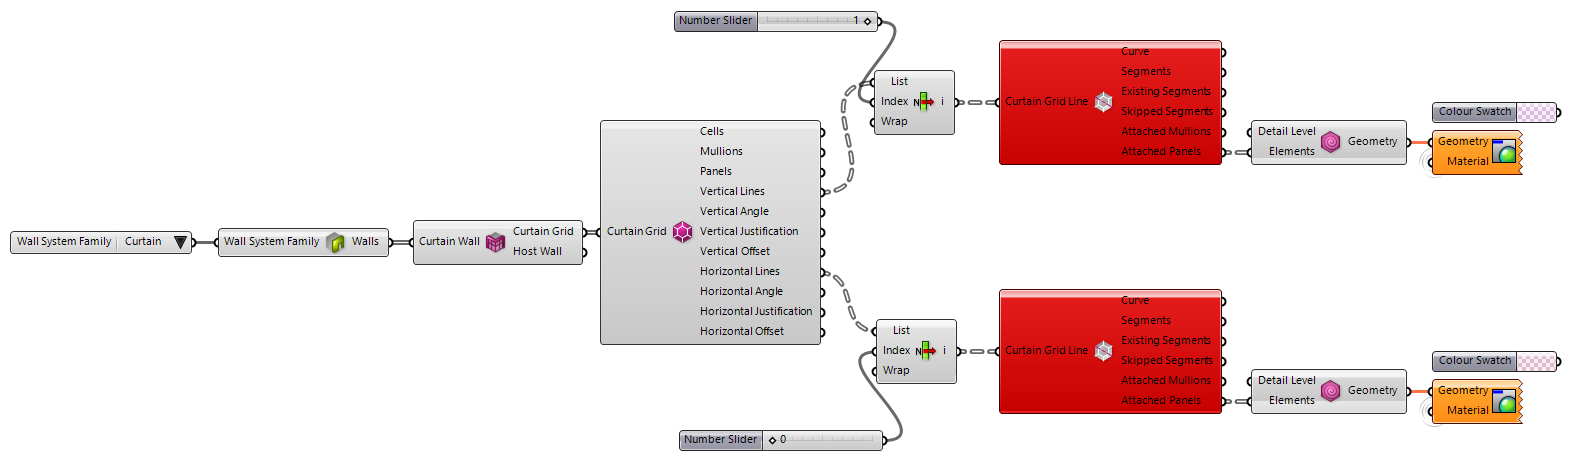 Number Slider 1
List
Index N i
Wrap
Curtain Grid Line
Curve
Segments
Existing Segments
Skipped Segments
Attached Mullions
Attached Panels
Detail Level
Elements
Geometry
Colour Swatch
Geometry
Material
Wall System Family Curtain
Wall System Family Walls
Curtain Wall
Curtain Grid
Host Wall
Curtain Grid
Cells
Mullions
Panels
Vertical Lines
Vertical Angle
Vertical Justification
Vertical Offset
Horizontal Lines
Horizontal Angle
Horizontal Justification
Horizontal Offset
List
Index N i
Wrap
Number Slider 0
Curtain Grid Line
Curve
Segments
Existing Segments
Skipped Segments
Attached Mullions
Attached Panels
Detail Level
Elements
Geometry
Colour Swatch
Geometry
Material